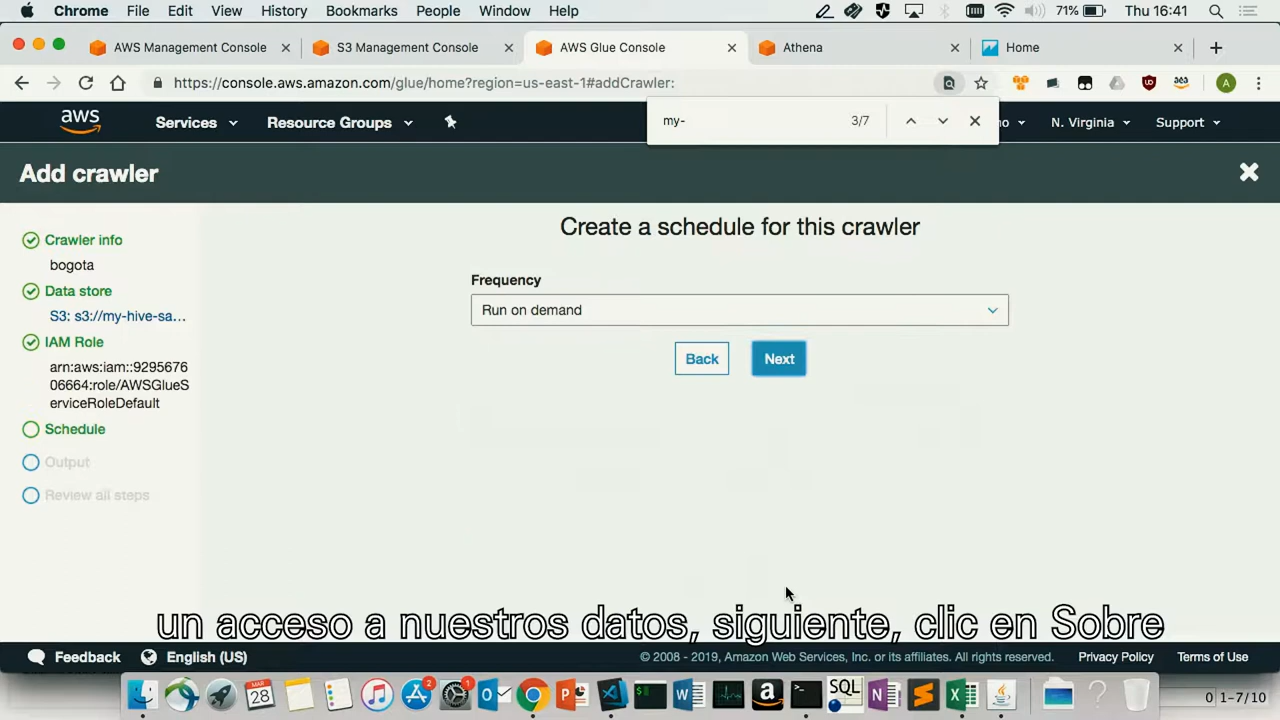 Chrome File Edit View History Bookmarks People Window Help 71% Thu 16:41
AWS Management Console S3 Management Console AWS Glue Console Athena Home
https://console.aws.amazon.com/glue/home?region=us-east-1#addCrawler:
aws Services Resource Groups my- 3/7 N. Virginia Support
Add crawler
Create a schedule for this crawler
Crawler info
bogota
Frequency
Data store
Run on demand
S3: s3://my-hive-sa...
IAM Role
Back Next
arn:aws:iam::9295676
06664:role/AWSGlueS
erviceRoleDefault
Schedule
Output
Review all steps
un acceso a nuestros datos, siguiente, clic en Sobre
Feedback English (US) © 2008 - 2019, Amazon Web Services, Inc. or its affiliates. All rights reserved. Privacy Policy Terms of Use
MAR
28
2
1
SQL
0 1-7/10